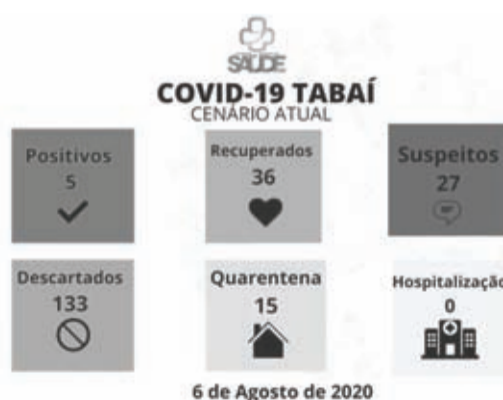 SAÚDE
COVID-19 TABAÍ
CENÁRIO ATUAL
Positivos
5
Recuperados
36
Suspeitos
27
Descartados
133
Quarentena
15
Hospitalização
0
6 de Agosto de 2020